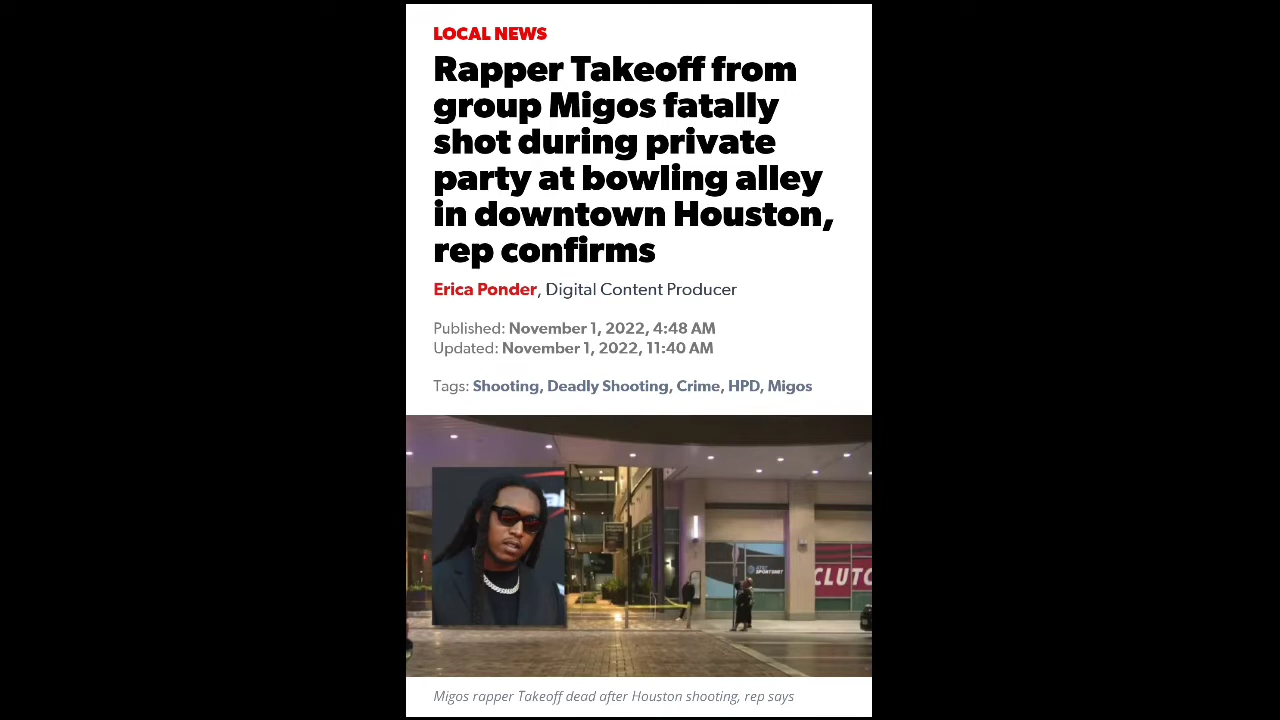 LOCAL NEWS
Rapper Takeoff from
group Migos fatally
shot during private
party at bowling alley
in downtown Houston,
rep confirms
Erica Ponder, Digital Content Producer
Published: November 1, 2022, 4:48 AM
Updated: November 1, 2022, 11:40 AM
Tags: Shooting, Deadly Shooting, Crime, HPD, Migos
AT&T
SPORTSNET
CLUTC
Migos rapper Takeoff dead after Houston shooting, rep says